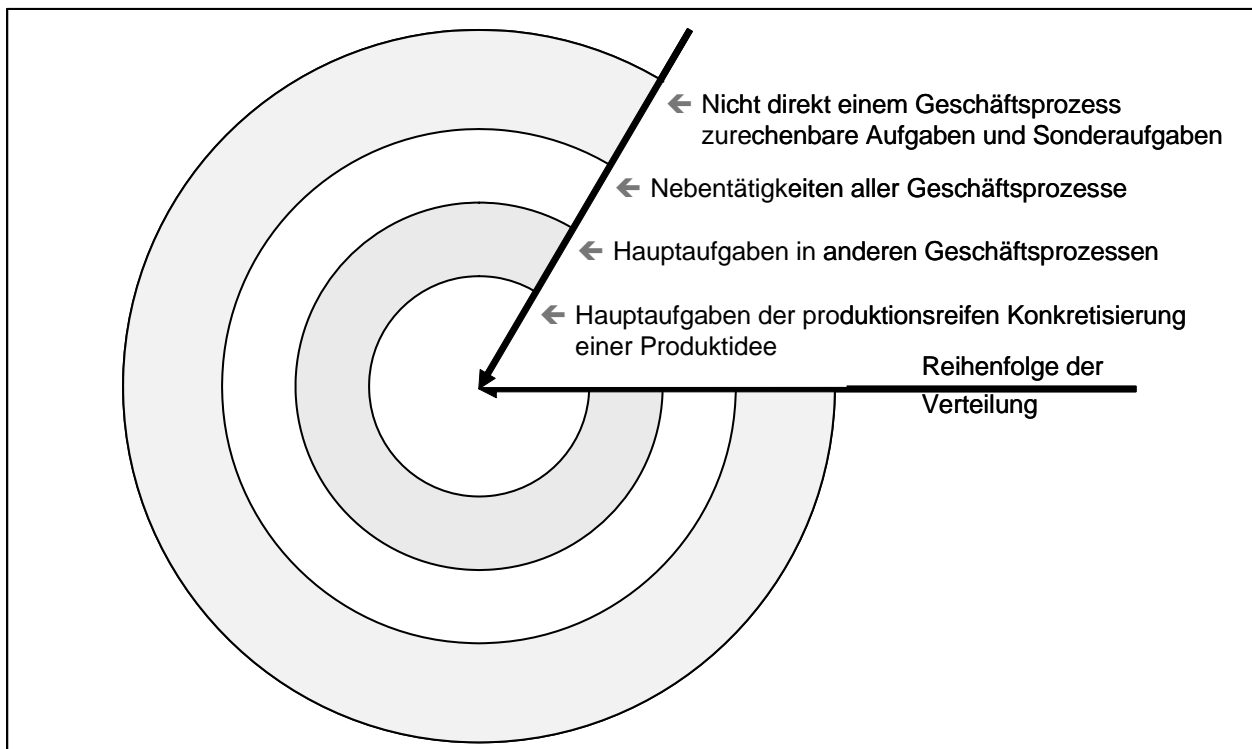 ← Nicht direkt einem Geschäftsprozess
zurechenbare Aufgaben und Sonderaufgaben
← Nebentätigkeiten aller Geschäftsprozesse
← Hauptaufgaben in anderen Geschäftsprozessen
← Hauptaufgaben der produktionsreifen Konkretisierung
einer Produktidee
Reihenfolge der
Verteilung